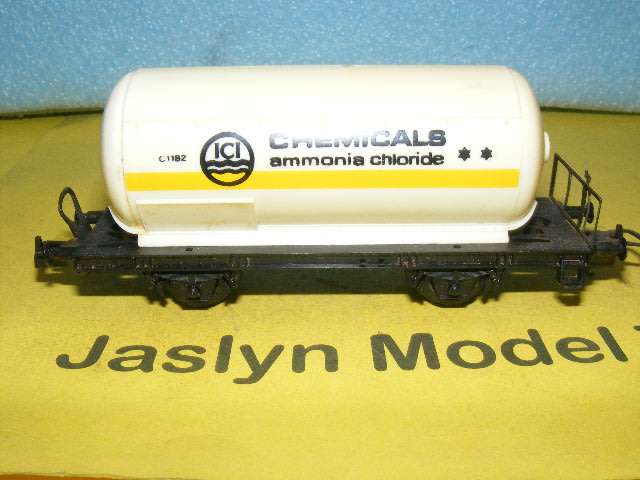 C1182
ICI
CHEMICALS
ammonia chloride **
Jaslyn Model